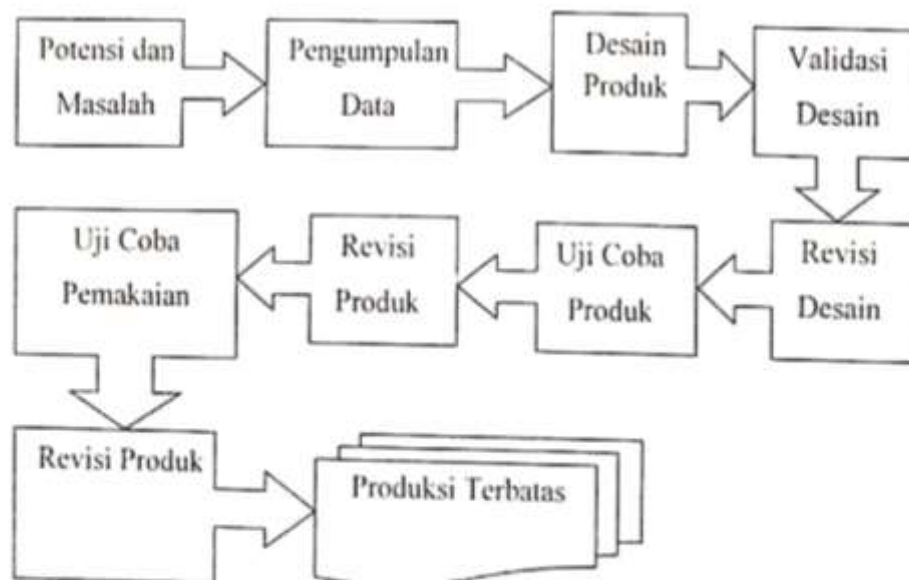 Potensi dan
Masalah
Pengumpulan
Data
Desain
Produk
Validasi
Desain
Revisi
Desain
Uji Coba
Produk
Revisi
Produk
Uji Coba
Pemakaian
Revisi Produk
Produksi Terbatas